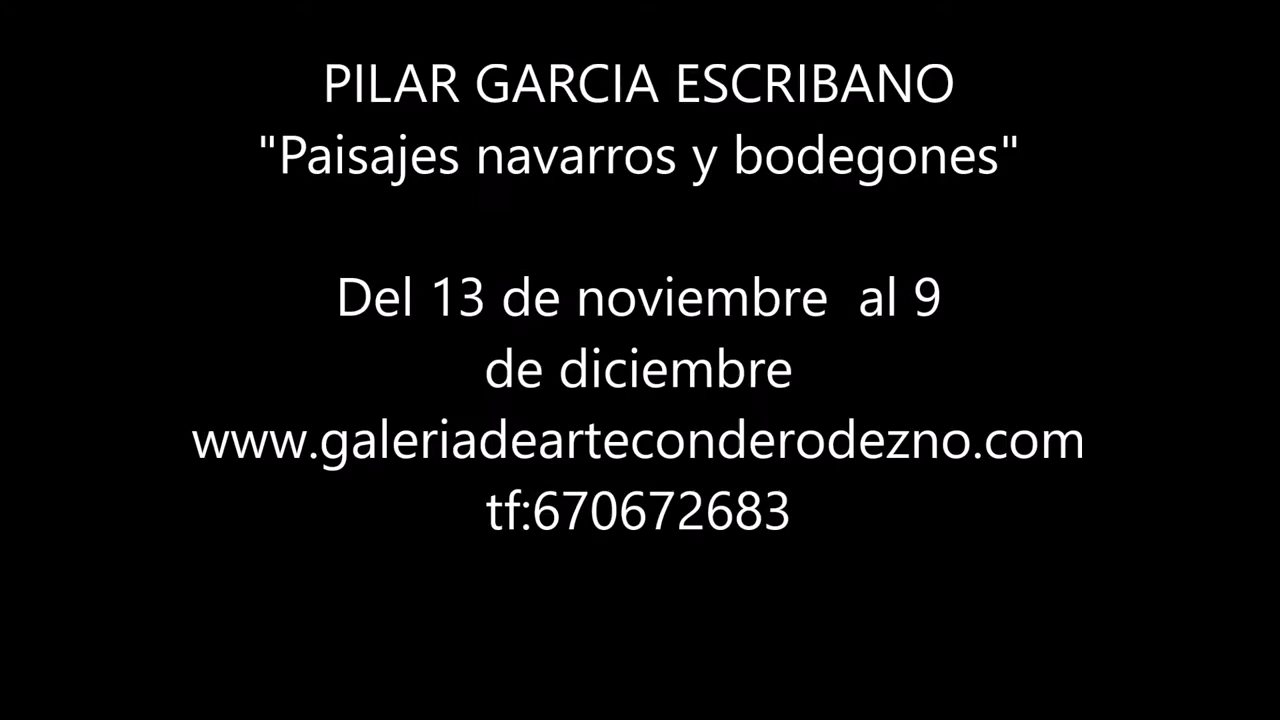 PILAR GARCIA ESCRIBANO
"Paisajes navarros y bodegones"
Del 13 de noviembre  al 9
de diciembre
www.galeriadearteconderodezno.com
tf:670672683